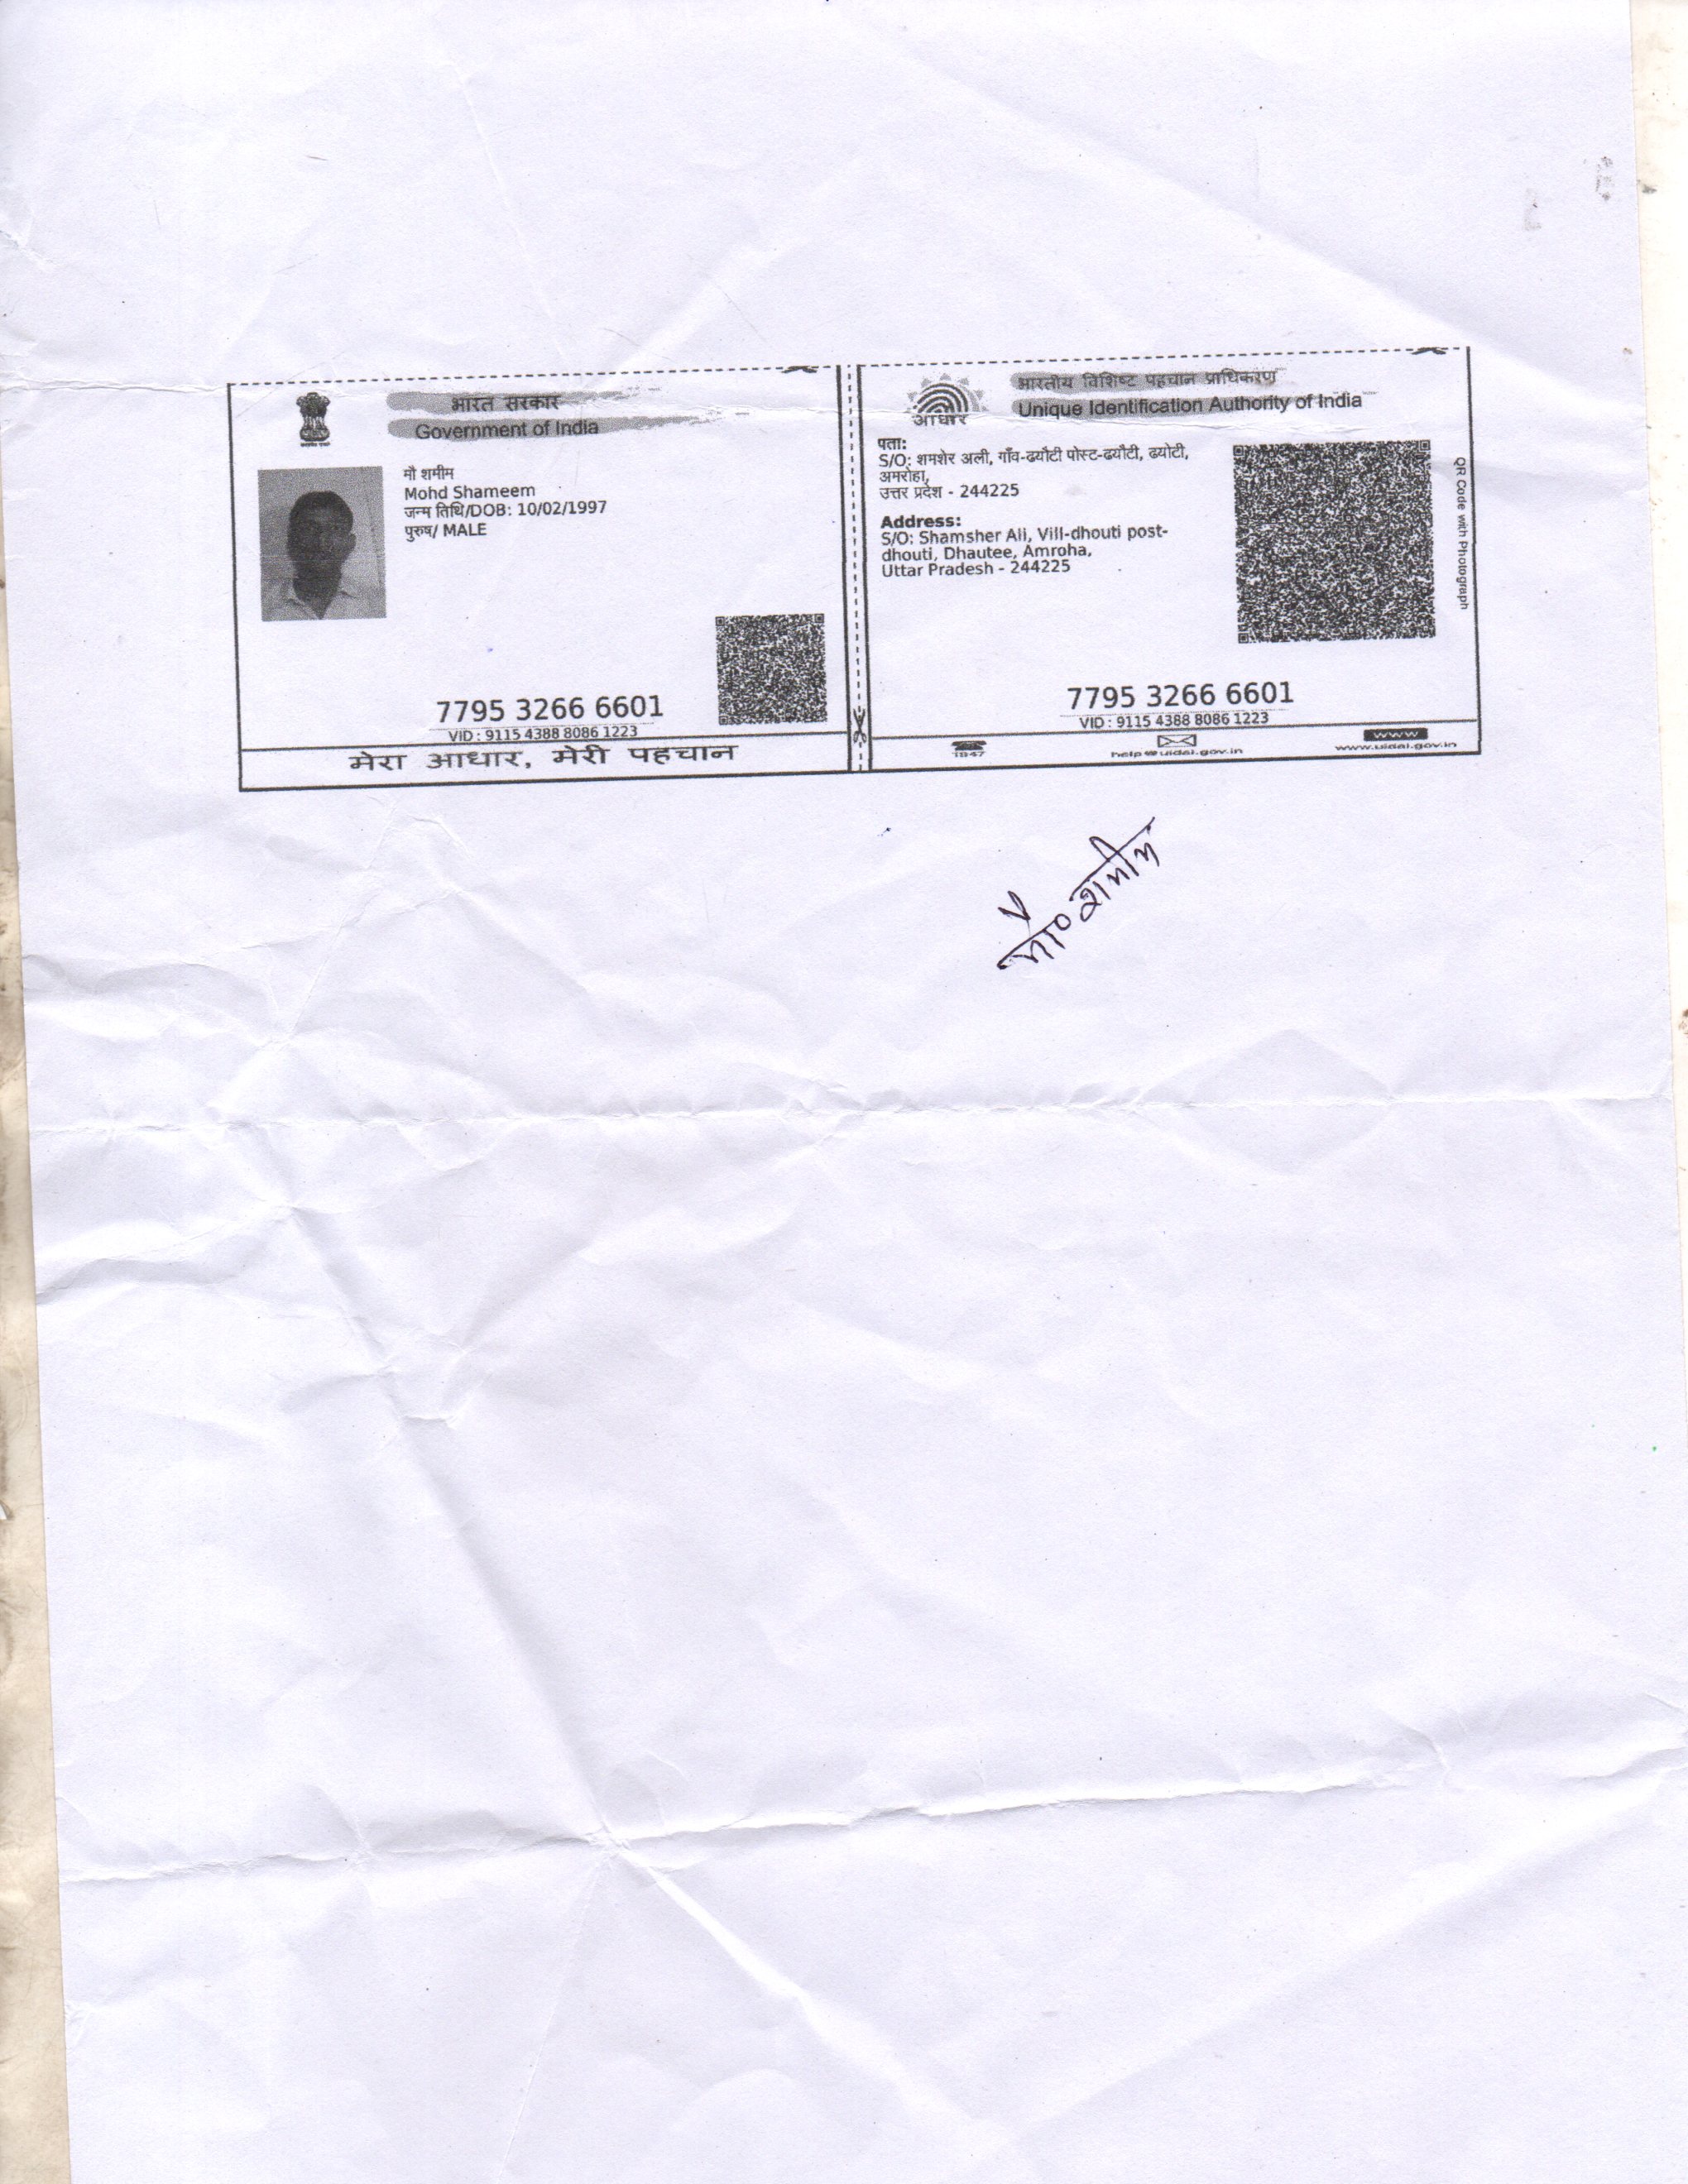 भारत सरकार
Government of India
मौ शमीम
Mohd Shameem
जन्म तिथि/DOB: 10/02/1997
पुरुष/ MALE
7795 3266 6601
VID : 9115 4388 8086 1223
मेरा आधार, मेरी पहचान
भारतीय विशिष्ट पहचान प्राधिकरण
Unique Identification Authority of India
आधार
पता:
S/O: शमशेर अली, गाँव-ढयौटी पोस्ट-ढयौटी, ढयोटी,
अमरोहा,
उत्तर प्रदेश - 244225
Address:
S/O: Shamsher Ali, Vill-dhouti post-
dhouti, Dhautee, Amroha,
Uttar Pradesh - 244225
QR Code with Photograph
7795 3266 6601
VID : 9115 4388 8086 1223
1947
help@uidai.gov.in
WWW
www.uidai.gov.in
मौ० शमीम